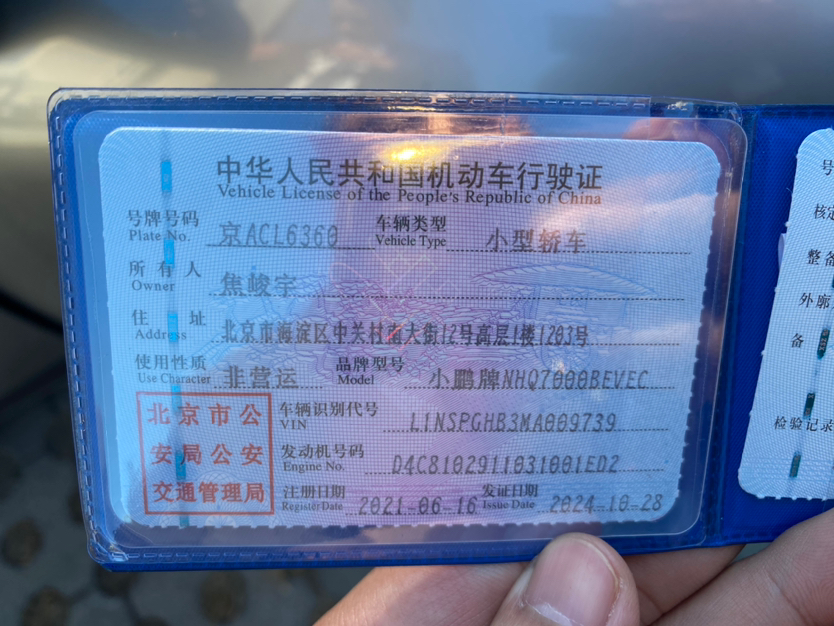 中华人民共和国机动车行驶证
Vehicle License of the People's Republic of China
号牌号码 京ACL6360 车辆类型 小型轿车
Plate No. Vehicle Type
所有人 焦峻宇
Owner
住址 北京市海淀区中关村南大街12号高层1楼1203号
Address
使用性质 非营运 品牌型号 小鹏牌NHQ7000BEVEC
Use Character Model
北京市公安局公安交通管理局
车辆识别代号 L1NSPGHB3MA009739
VIN
发动机号码 D4C8102911031001ED2
Engine No.
注册日期 2021-06-16 发证日期 2024-10-28
Register Date Issue Date
号
核定
整备
外廓
备
检验记录